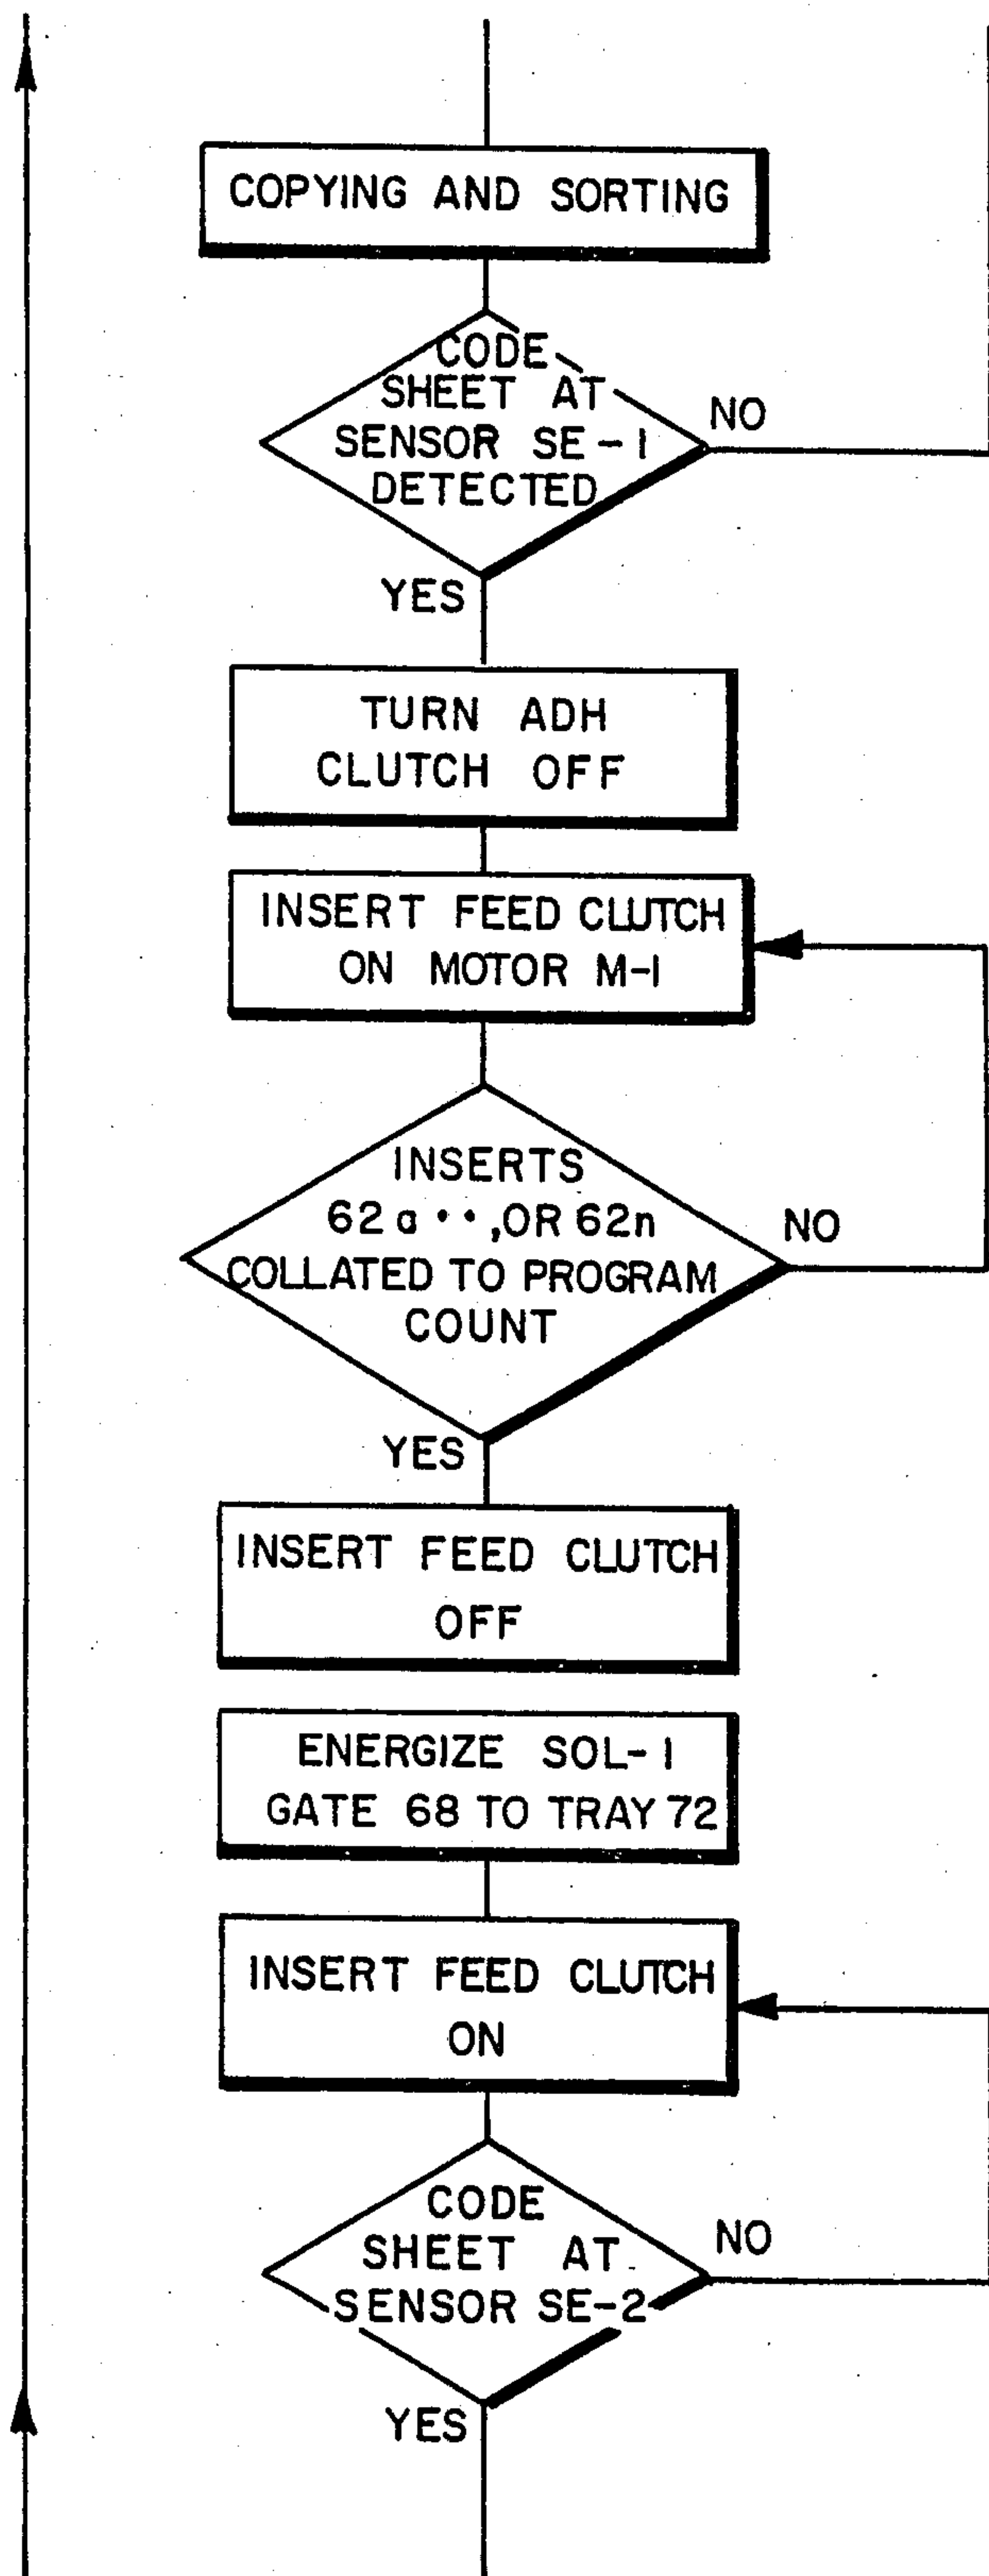 COPYING AND SORTING
CODE
SHEET AT
SENSOR SE-1
DETECTED
NO
YES
TURN ADH
CLUTCH OFF
INSERT FEED CLUTCH
ON MOTOR M-1
INSERTS
62a••,OR 62n
COLLATED TO PROGRAM
COUNT
NO
YES
INSERT FEED CLUTCH
OFF
ENERGIZE SOL-1
GATE 68 TO TRAY 72
INSERT FEED CLUTCH
ON
CODE
SHEET AT
SENSOR SE-2
NO
YES